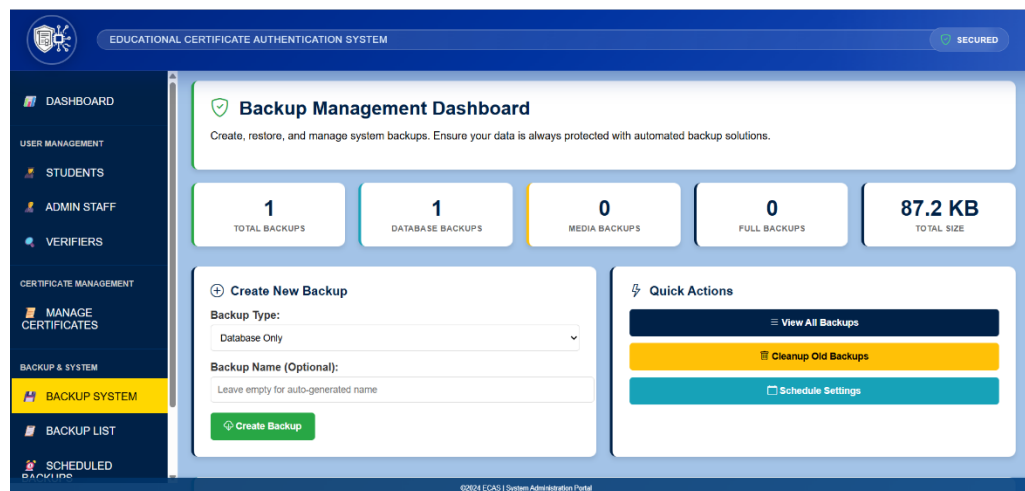 EDUCATIONAL CERTIFICATE AUTHENTICATION SYSTEM
SECURED
DASHBOARD
USER MANAGEMENT
STUDENTS
ADMIN STAFF
VERIFIERS
CERTIFICATE MANAGEMENT
MANAGE
CERTIFICATES
BACKUP & SYSTEM
BACKUP SYSTEM
BACKUP LIST
SCHEDULED
BACKUPS
Backup Management Dashboard
Create, restore, and manage system backups. Ensure your data is always protected with automated backup solutions.
1
TOTAL BACKUPS
1
DATABASE BACKUPS
0
MEDIA BACKUPS
0
FULL BACKUPS
87.2 KB
TOTAL SIZE
Create New Backup
Backup Type:
Database Only
Backup Name (Optional):
Leave empty for auto-generated name
Create Backup
Quick Actions
View All Backups
Cleanup Old Backups
Schedule Settings
©2024 ECAS | System Administration Portal